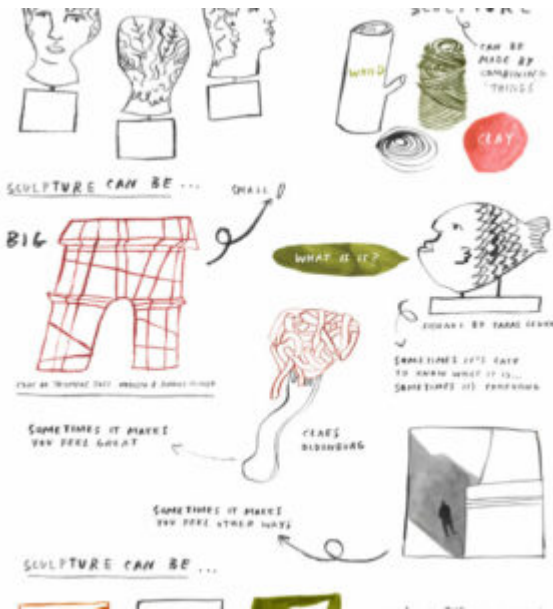 SCULPTURE
CAN BE
MADE BY
COMBINING
"THINGS
WOOD
CLAY
SCULPTURE CAN BE ...
SMALL
BIG
WHAT IS IT?
SOMETIMES IT'S EASY
TO KNOW WHAT IT IS...
SOMETIMES IT'S CONFUSING
SOMETIMES IT MAKES
YOU FEEL GREAT
CLAES
OLDENBURG
SOMETIMES IT MAKES
YOU FEEL OTHER WAYS
SCULPTURE CAN BE ...